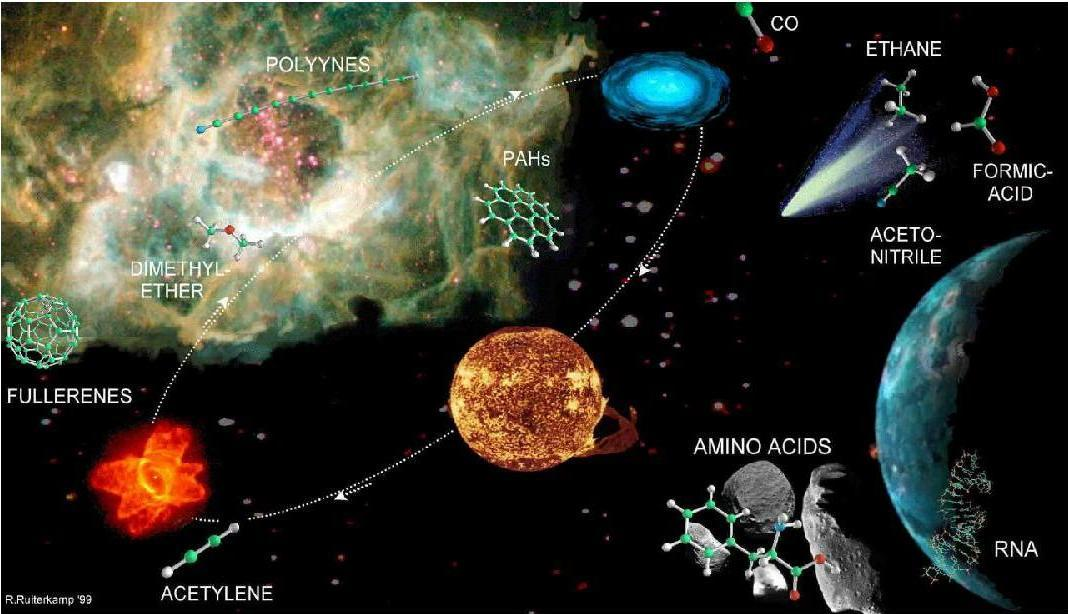 CO
ETHANE
POLYYNES
PAHs
FORMIC-
ACID
ACETO-
NITRILE
DIMETHYL-
ETHER
FULLERENES
AMINO ACIDS
RNA
ACETYLENE
R.Ruiterkamp '99